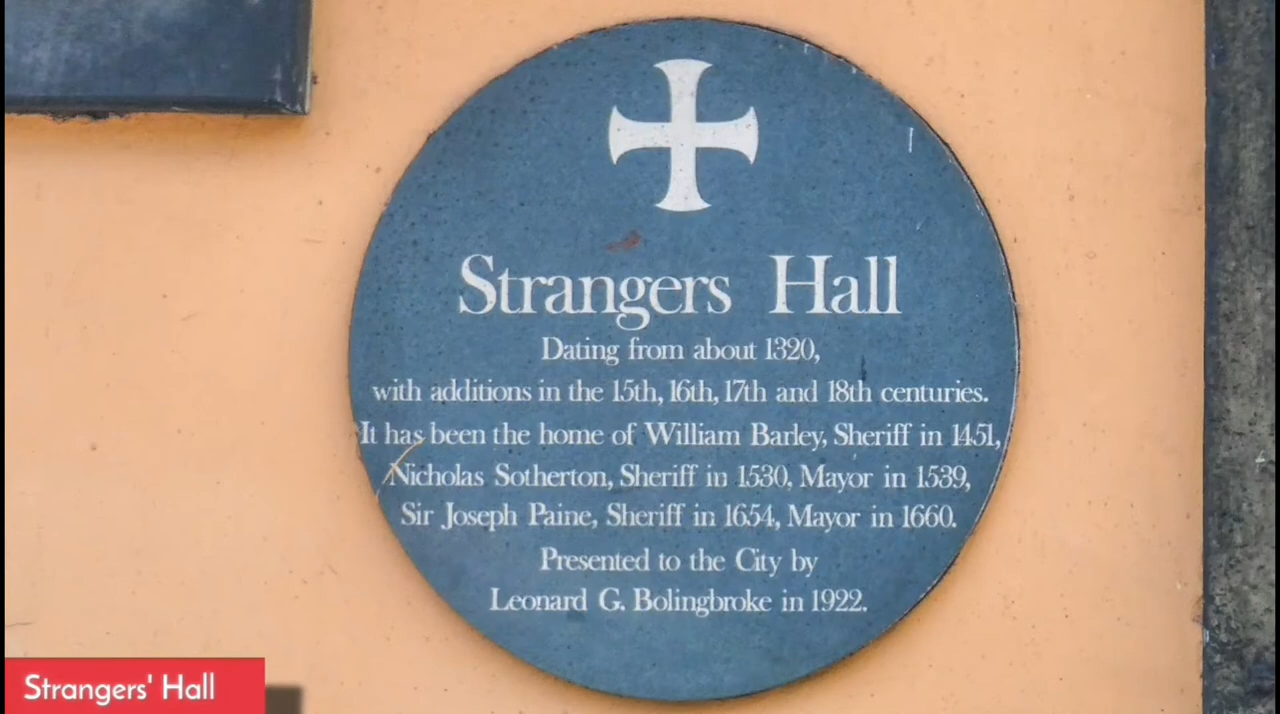 Strangers Hall
Dating from about 1320,
with additions in the 15th, 16th, 17th and 18th centuries.
It has been the home of William Barley, Sheriff in 1451,
Nicholas Sotherton, Sheriff in 1530, Mayor in 1539,
Sir Joseph Paine, Sheriff in 1654, Mayor in 1660.
Presented to the City by
Leonard G. Bolingbroke in 1922.
Strangers' Hall